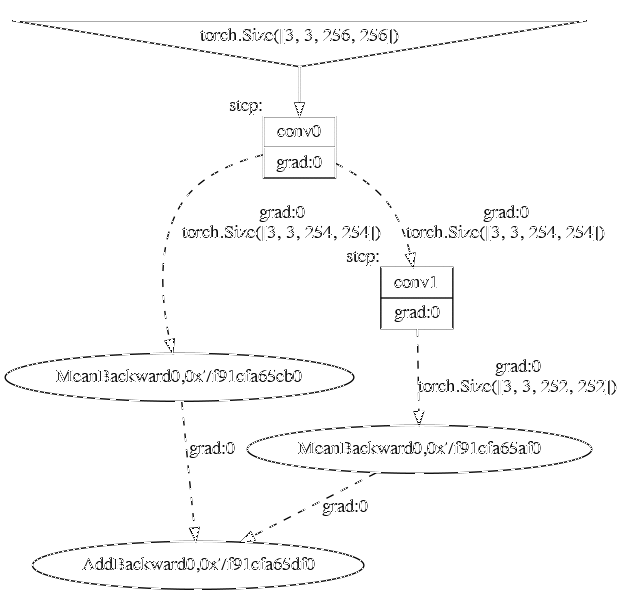 torch.Size([3, 3, 256, 256])
step:
conv0
grad:0
grad:0
torch.Size([3, 3, 254, 254])
grad:0
torch.Size([3, 3, 254, 254])
step:
conv1
grad:0
grad:0
torch.Size([3, 3, 252, 252])
MeanBackward0,0x7f91cfa65cb0
grad:0
MeanBackward0,0x7f91cfa65af0
grad:0
AddBackward0,0x7f91cfa65df0